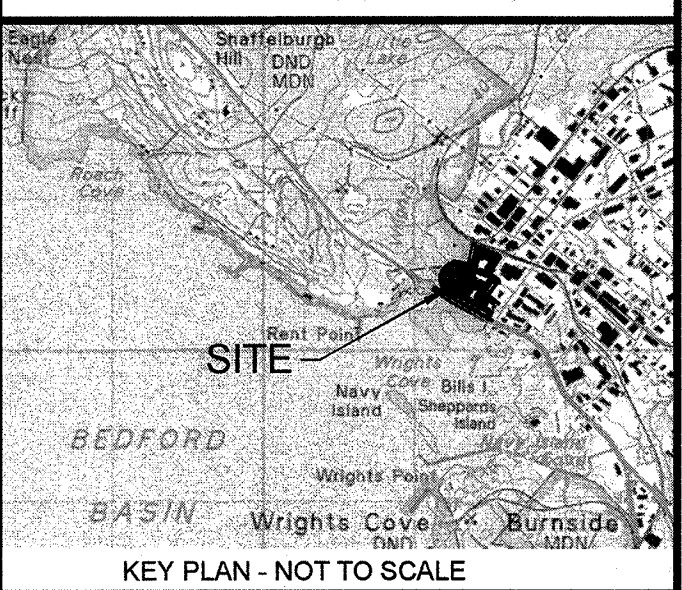 Eagle
Nest
Shaffelburgh
Hill
DND
MDN
Little
Lake
Roach
Cove
Rent Point
SITE
Wrights
Cove
Bills I.
Navy
Island
Sheppards
Island
BEDFORD
BASIN
Wrights Point
Wrights Cove
DND
Burnside
MDN
KEY PLAN - NOT TO SCALE